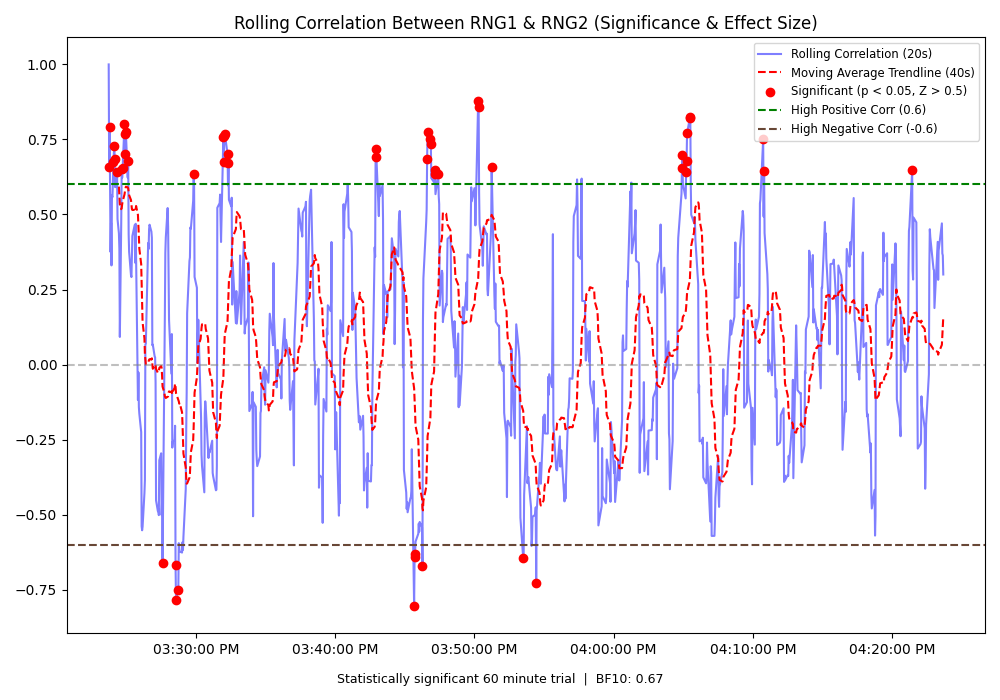 Rolling Correlation Between RNG1 & RNG2 (Significance & Effect Size)
Rolling Correlation (20s)
Moving Average Trendline (40s)
Significant (p < 0.05, Z > 0.5)
High Positive Corr (0.6)
High Negative Corr (-0.6)
1.00
0.75
0.50
0.25
0.00
−0.25
−0.50
−0.75
03:30:00 PM
03:40:00 PM
03:50:00 PM
04:00:00 PM
04:10:00 PM
04:20:00 PM
Statistically significant 60 minute trial | BF10: 0.67